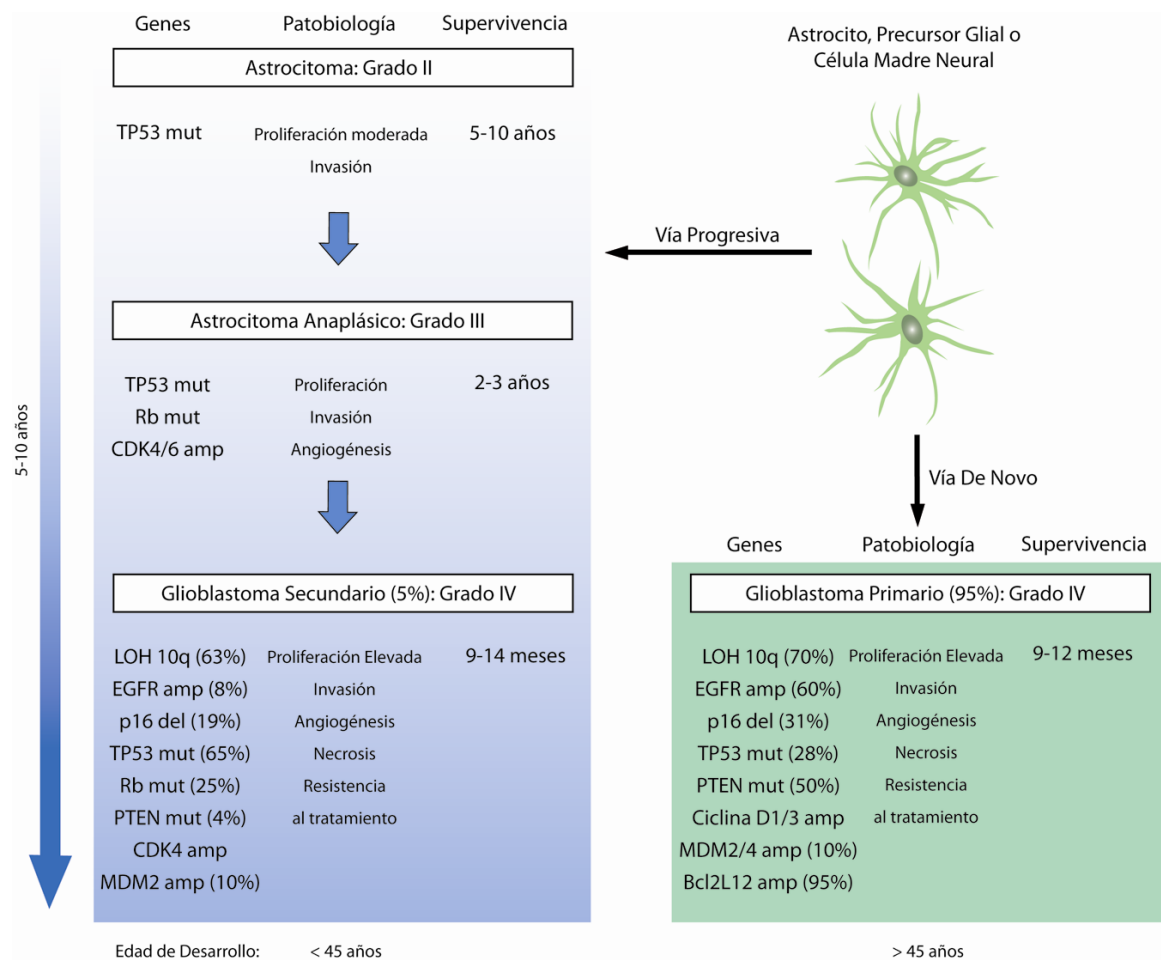 Genes Patobiología Supervivencia
Astrocitoma: Grado II
TP53 mut Proliferación moderada 5-10 años
Invasión
Astrocitoma Anaplásico: Grado III
TP53 mut Proliferación 2-3 años
Rb mut Invasión
CDK4/6 amp Angiogénesis
5-10 años
Glioblastoma Secundario (5%): Grado IV
LOH 10q (63%) Proliferación Elevada 9-14 meses
EGFR amp (8%) Invasión
p16 del (19%) Angiogénesis
TP53 mut (65%) Necrosis
Rb mut (25%) Resistencia
PTEN mut (4%) al tratamiento
CDK4 amp
MDM2 amp (10%)
Edad de Desarrollo: < 45 años
Astrocito, Precursor Glial o
Célula Madre Neural
Vía Progresiva
Vía De Novo
Genes Patobiología Supervivencia
Glioblastoma Primario (95%): Grado IV
LOH 10q (70%) Proliferación Elevada 9-12 meses
EGFR amp (60%) Invasión
p16 del (31%) Angiogénesis
TP53 mut (28%) Necrosis
PTEN mut (50%) Resistencia
Ciclina D1/3 amp al tratamiento
MDM2/4 amp (10%)
Bcl2L12 amp (95%)
> 45 años